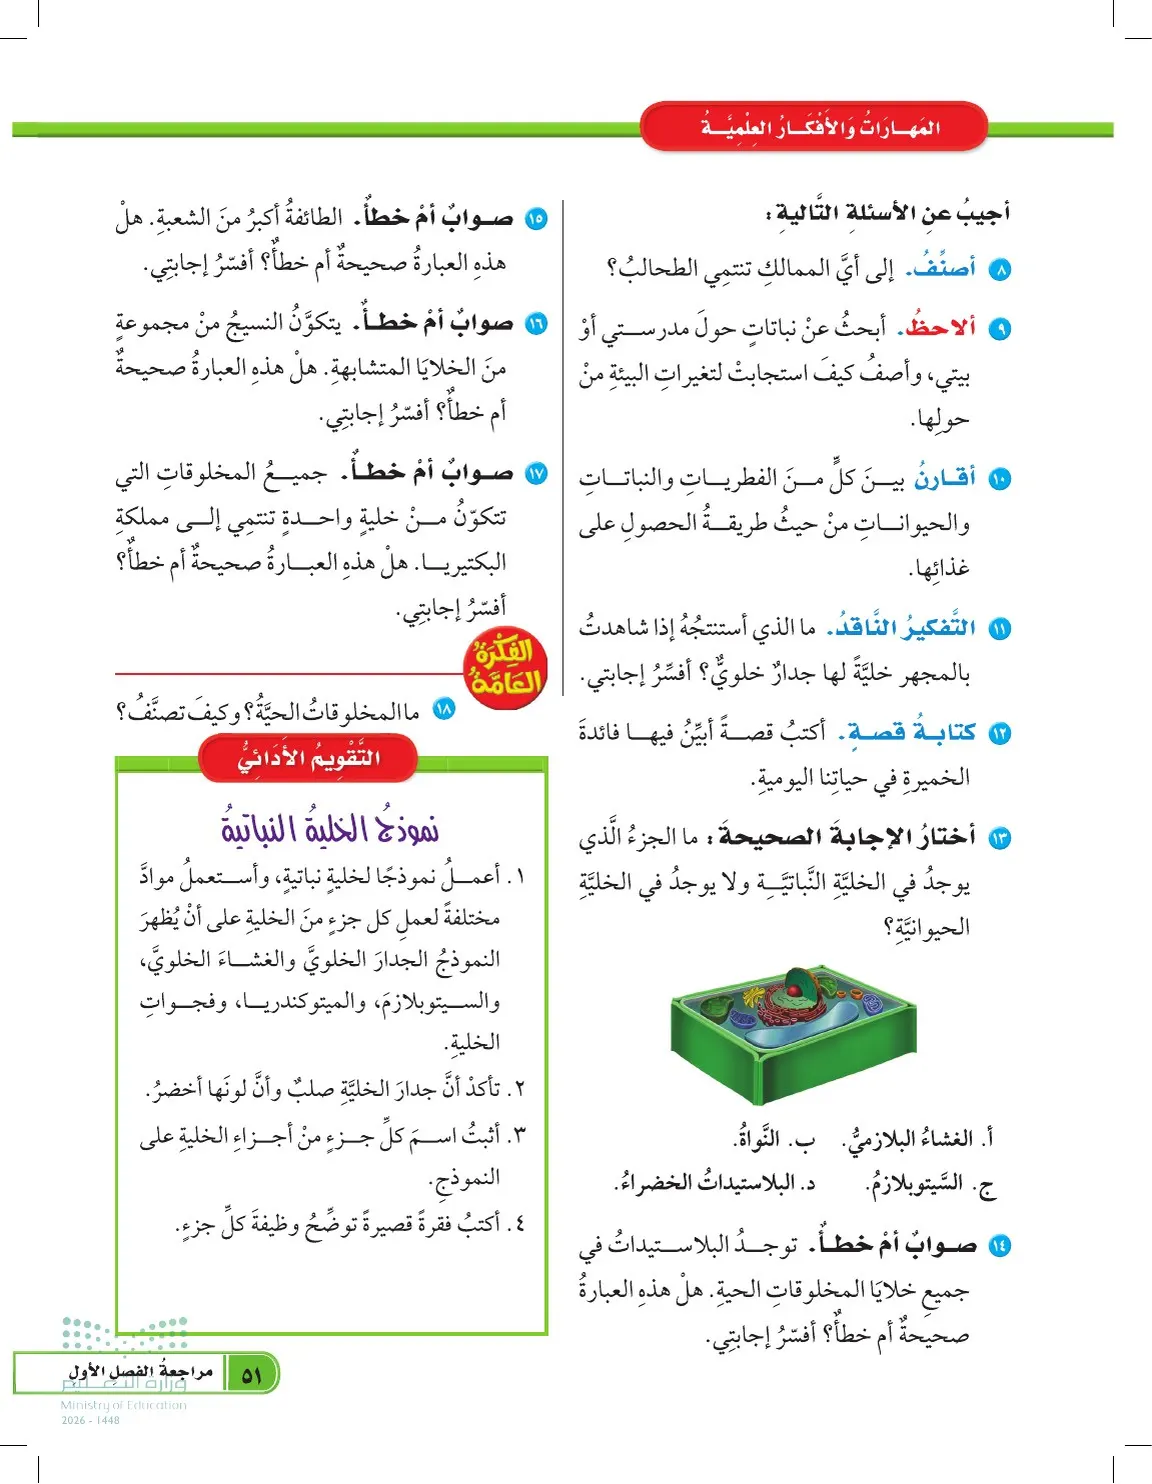 المَهَارَاتُ وَالأَفْكَارُ العِلْمِيَّةُ
أجيبُ عنِ الأسئلةِ التَّاليةِ :
٨ أصنِّفُ. إلى أيَّ الممالكِ تنتمِي الطحالبُ؟
٩ ألاحظُ. أبحثُ عنْ نباتاتٍ حولَ مدرستي أوْ
بيتي، وأصفُ كيفَ استجابتْ لتغيراتِ البيئةِ منْ
حولِها.
١٠ أقارنُ بينَ كلٍّ منَ الفطرياتِ والنباتاتِ
والحيواناتِ منْ حيثُ طريقةُ الحصولِ على
غذائِها.
١١ التَّفكيرُ النَّاقدُ. ما الذي أستنتجُهُ إذا شاهدتُ
بالمجهر خليَّةً لها جدارٌ خلويٌّ؟ أفسِّرُ إجابتي.
١٢ كتابةُ قصةٍ. أكتبُ قصةً أبيِّنُ فيها فائدةَ
الخميرةِ في حياتِنا اليوميةِ.
١٣ أختارُ الإجابةَ الصحيحةَ : ما الجزءُ الَّذي
يوجدُ في الخليَّةِ النَّباتيَّةِ ولا يوجدُ في الخليَّةِ
الحيوانيَّةِ؟
أ. الغشاءُ البلازميُّ. ب. النَّواةُ.
ج. السَّيتوبلازمُ. د. البلاستيداتُ الخضراءُ.
١٤ صوابٌ أمْ خطأٌ. توجدُ البلاستيداتُ في
جميعِ خلايَا المخلوقاتِ الحيةِ. هلْ هذهِ العبارةُ
صحيحةٌ أم خطأٌ؟ أفسّرُ إجابتِي.
١٥ صوابٌ أمْ خطأٌ. الطائفةُ أكبرُ منَ الشعبةِ. هلْ
هذهِ العبارةُ صحيحةٌ أم خطأٌ؟ أفسّرُ إجابتِي.
١٦ صوابٌ أمْ خطأٌ. يتكوَّنُ النسيجُ منْ مجموعةٍ
منَ الخلايَا المتشابهةِ. هلْ هذهِ العبارةُ صحيحةٌ
أم خطأٌ؟ أفسّرُ إجابتِي.
١٧ صوابٌ أمْ خطأٌ. جميعُ المخلوقاتِ التي
تتكوّنُ منْ خليةٍ واحدةٍ تنتمِي إلى مملكةِ
البكتيريا. هلْ هذهِ العبارةُ صحيحةٌ أم خطأٌ؟
أفسّرُ إجابتِي.
الفِكْرَةُ
العَامَّةُ
١٨ ما المخلوقاتُ الحيَّةُ؟ وكيفَ تصنَّفُ؟
التَّقْوِيمُ الأَدَائِيُّ
نموذجُ الخليةِ النباتيةِ
١. أعملُ نموذجًا لخليةٍ نباتيةٍ، وأستعملُ موادَّ
مختلفةً لعملِ كل جزءٍ منَ الخليةِ على أنْ يُظهرَ
النموذجُ الجدارَ الخلويَّ والغشاءَ الخلويَّ،
والسيتوبلازمَ، والميتوكندريا، وفجواتِ
الخليةِ.
٢. تأكدْ أنَّ جدارَ الخليَّةِ صلبٌ وأنَّ لونَها أخضرُ.
٣. أثبتُ اسمَ كلِّ جزءٍ منْ أجزاءِ الخليةِ على
النموذجِ.
٤. أكتبُ فقرةً قصيرةً توضِّحُ وظيفةَ كلِّ جزءٍ.
مراجعةُ الفصلِ الأولِ ٥١
وزارة التعليم
Ministry of Education
2026 - 1448